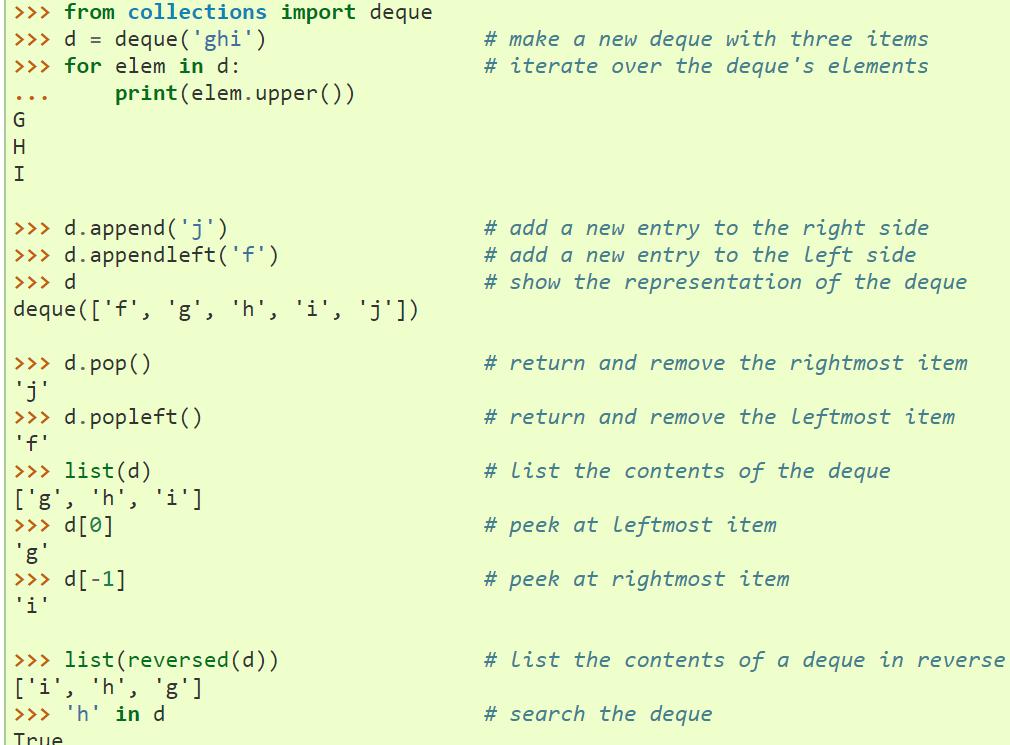 >>> from collections import deque
>>> d = deque('ghi')                 # make a new deque with three items
>>> for elem in d:                   # iterate over the deque's elements
...     print(elem.upper())
G
H
I

>>> d.append('j')                    # add a new entry to the right side
>>> d.appendleft('f')                # add a new entry to the left side
>>> d                                # show the representation of the deque
deque(['f', 'g', 'h', 'i', 'j'])

>>> d.pop()                          # return and remove the rightmost item
'j'
>>> d.popleft()                      # return and remove the leftmost item
'f'
>>> list(d)                          # list the contents of the deque
['g', 'h', 'i']
>>> d[0]                             # peek at leftmost item
'g'
>>> d[-1]                            # peek at rightmost item
'i'

>>> list(reversed(d))                # list the contents of a deque in reverse
['i', 'h', 'g']
>>> 'h' in d                         # search the deque
True